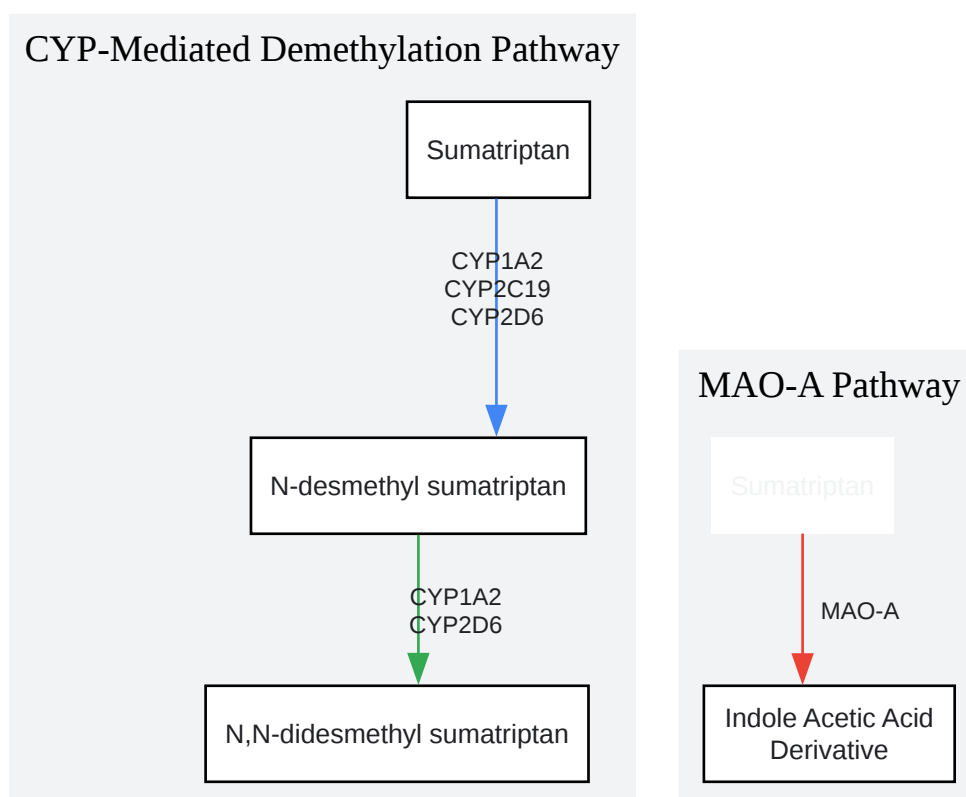 CYP-Mediated Demethylation Pathway
Sumatriptan
CYP1A2
CYP2C19
CYP2D6
N-desmethyl sumatriptan
CYP1A2
CYP2D6
N,N-didesmethyl sumatriptan
MAO-A Pathway
Sumatriptan
MAO-A
Indole Acetic Acid
Derivative